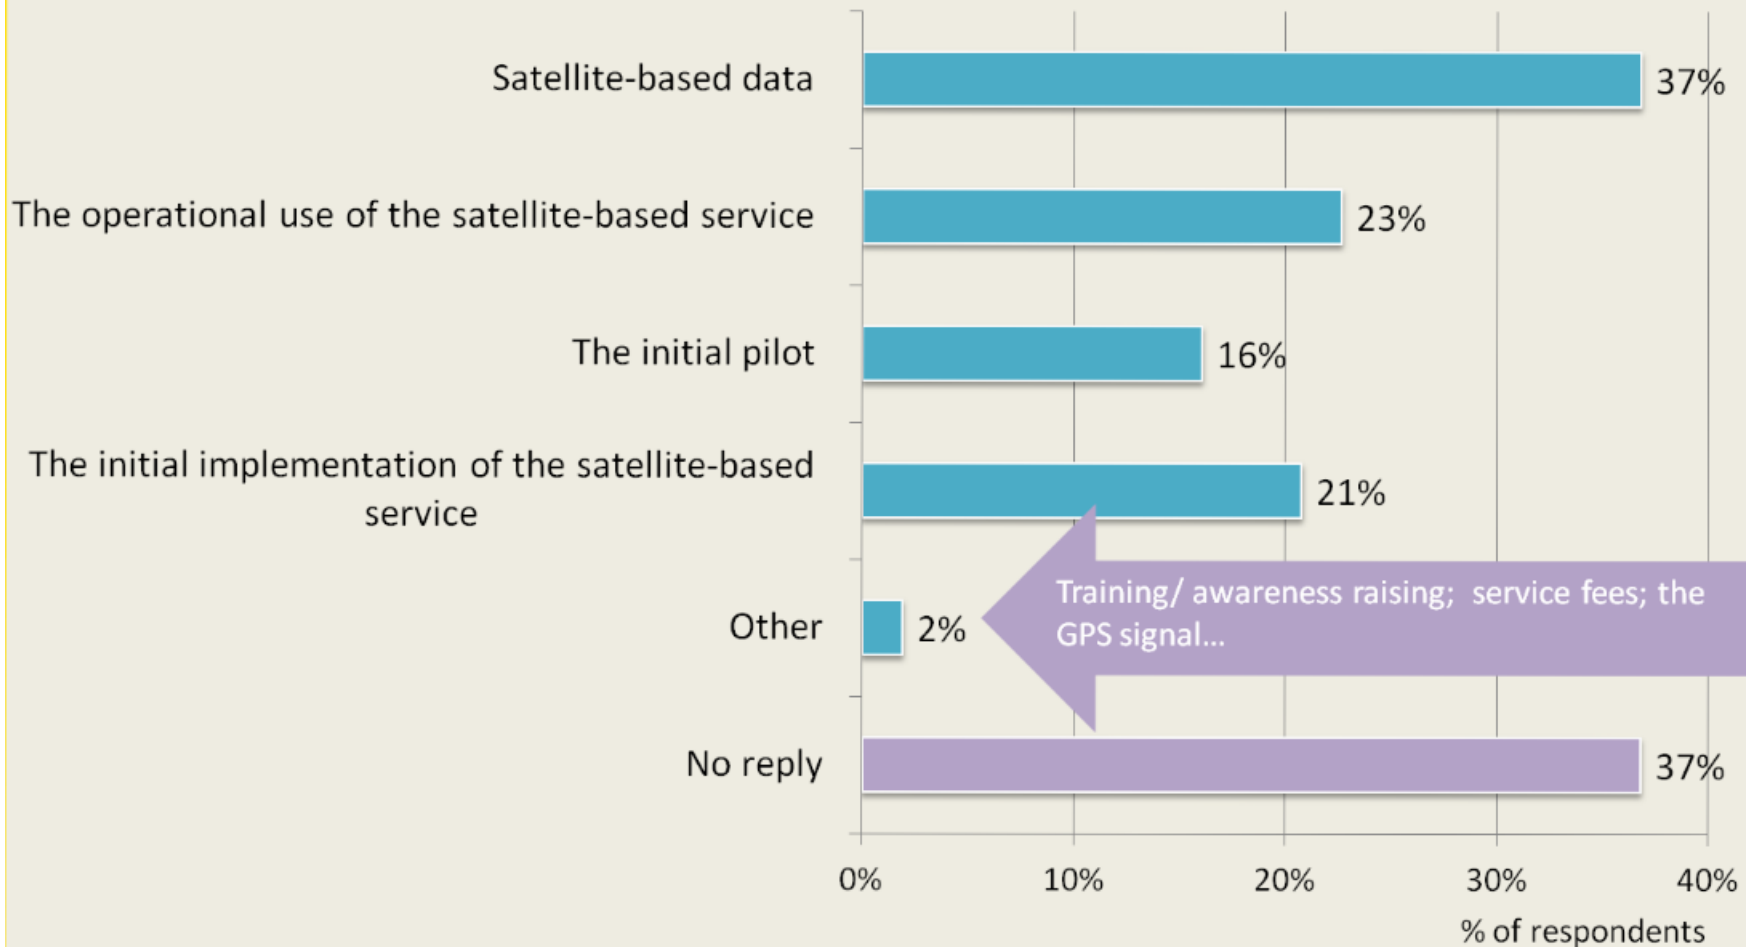 Satellite-based data
37%
The operational use of the satellite-based service
23%
The initial pilot
16%
The initial implementation of the satellite-based
service
21%
Other
2%
Training/ awareness raising;  service fees; the
GPS signal...
No reply
37%
0%
10%
20%
30%
40%
% of respondents